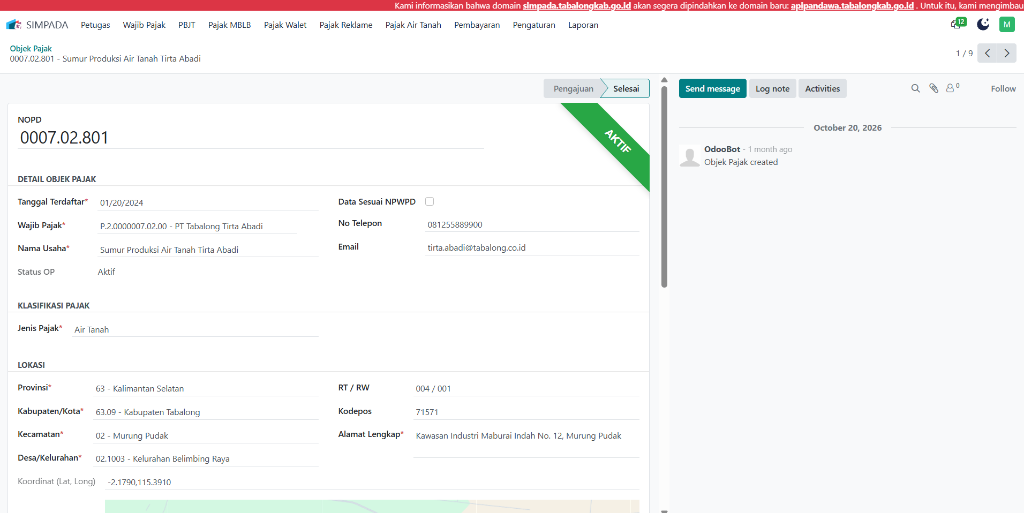 Kami informasikan bahwa domain simpada.tabalongkab.go.id akan segera dipindahkan ke domain baru: aplpandawa.tabalongkab.go.id . Untuk itu, kami mengimbau
SIMPADA Petugas Wajib Pajak PBJT Pajak MBLB Pajak Walet Pajak Reklame Pajak Air Tanah Pembayaran Pengaturan Laporan 12 M
Objek Pajak
0007.02.801 - Sumur Produksi Air Tanah Tirta Abadi
1 / 9
Pengajuan Selesai
Send message Log note Activities 0 Follow
NOPD
0007.02.801
AKTIF
October 20, 2026
OdooBot - 1 month ago
Objek Pajak created
DETAIL OBJEK PAJAK
Tanggal Terdaftar* 01/20/2024
Data Sesuai NPWPD
Wajib Pajak* P.2.0000007.02.00 - PT Tabalong Tirta Abadi
No Telepon 081255889900
Nama Usaha* Sumur Produksi Air Tanah Tirta Abadi
Email tirta.abadi@tabalong.co.id
Status OP Aktif
KLASIFIKASI PAJAK
Jenis Pajak* Air Tanah
LOKASI
Provinsi* 63 - Kalimantan Selatan
RT / RW 004 / 001
Kabupaten/Kota* 63.09 - Kabupaten Tabalong
Kodepos 71571
Kecamatan* 02 - Murung Pudak
Alamat Lengkap* Kawasan Industri Maburai Indah No. 12, Murung Pudak
Desa/Kelurahan* 02.1003 - Kelurahan Belimbing Raya
Koordinat (Lat, Long) -2.1790,115.3910